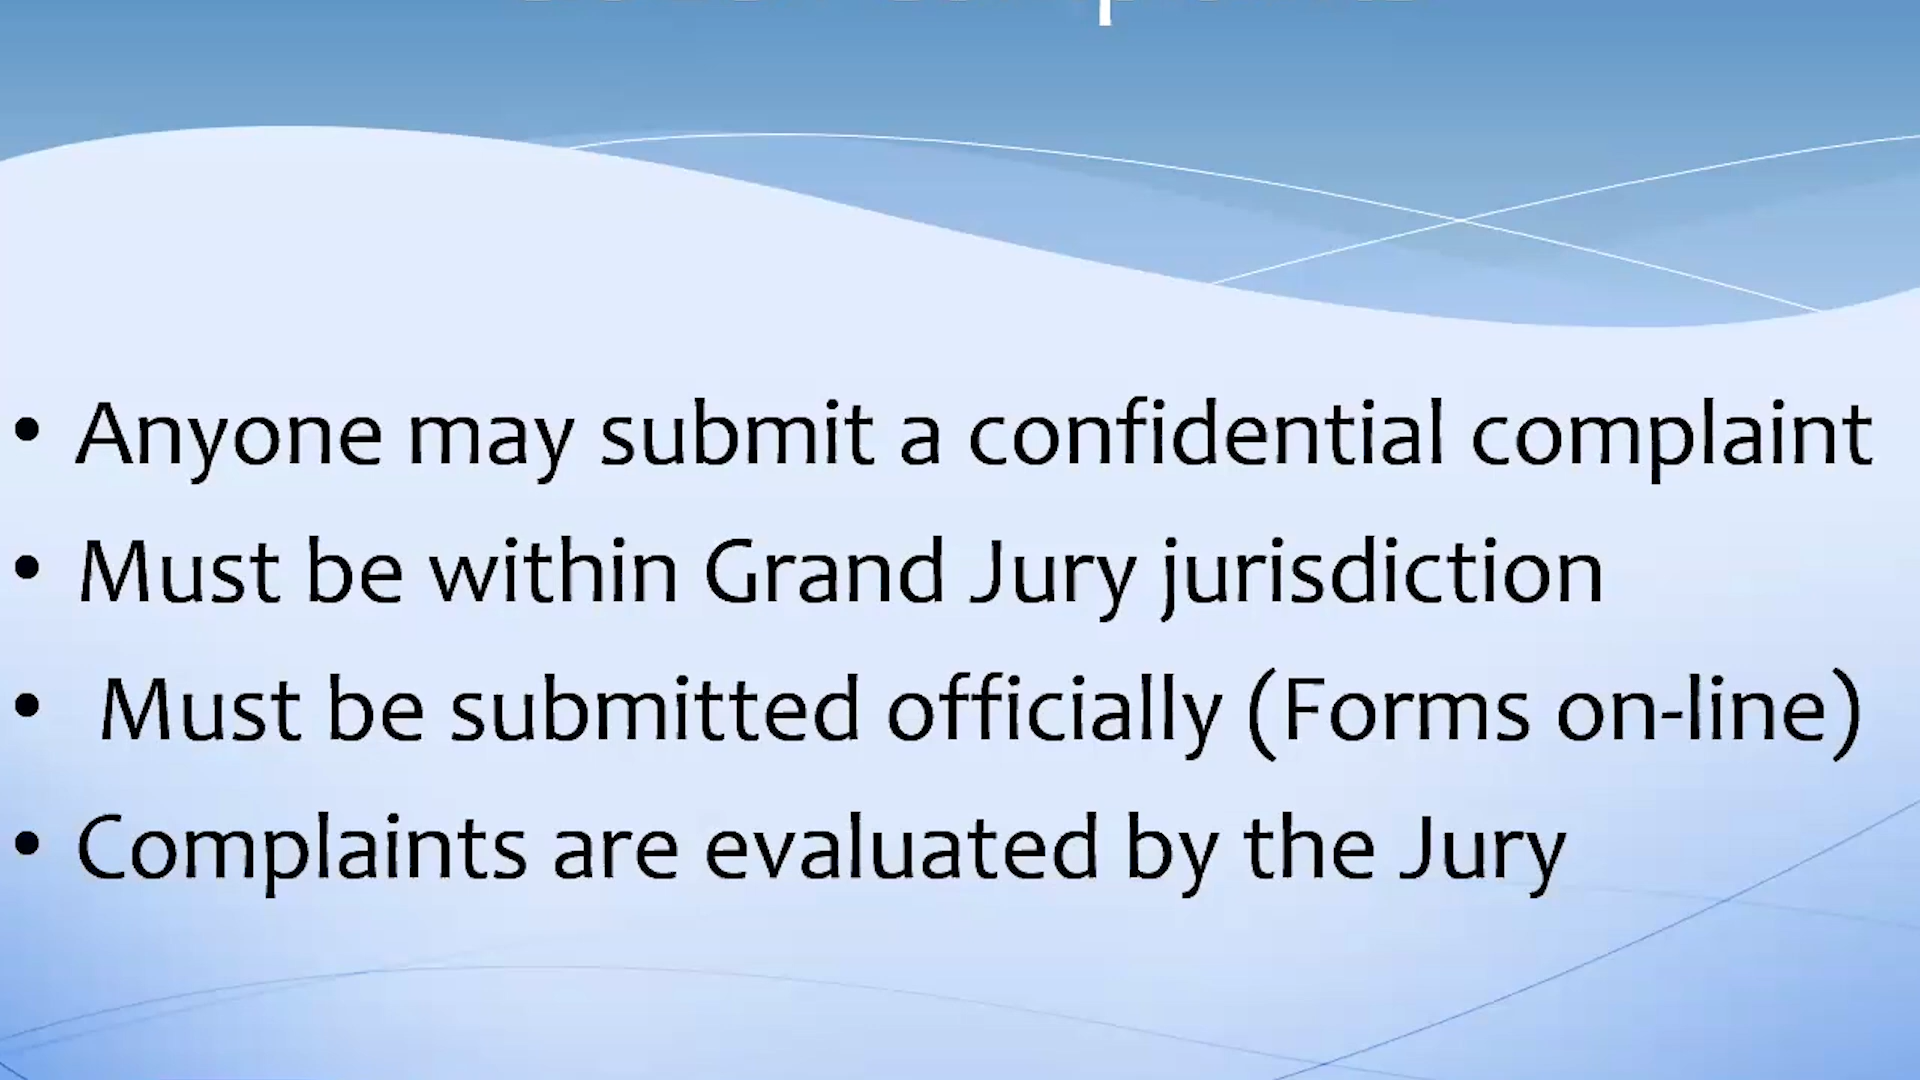 • Anyone may submit a confidential complaint
• Must be within Grand Jury jurisdiction
• Must be submitted officially (Forms on-line)
• Complaints are evaluated by the Jury